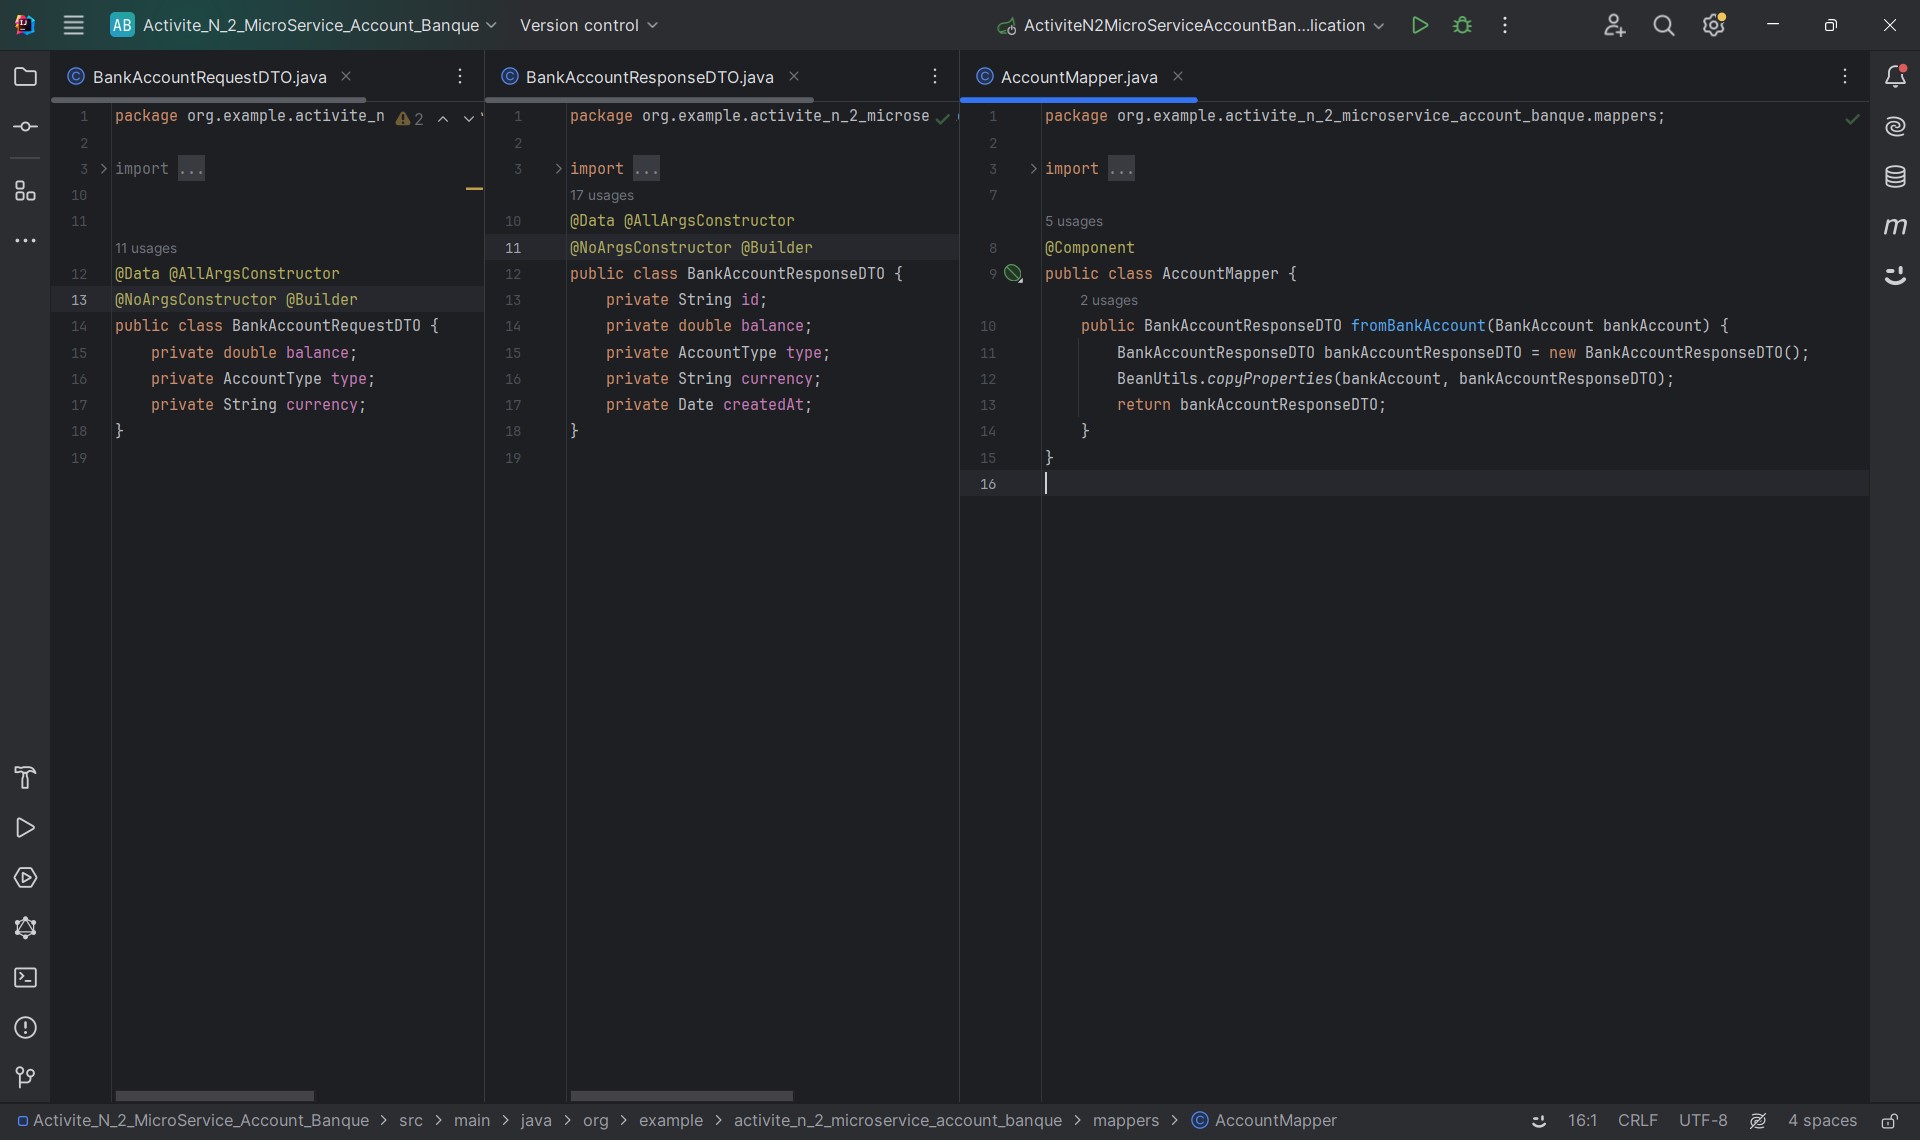 AB Activite_N_2_MicroService_Account_Banque Version control ActiviteN2MicroServiceAccountBan...lication
BankAccountRequestDTO.java
1 package org.example.activite_n 2
2
3 import ...
10
11
11 usages
12 @Data @AllArgsConstructor
13 @NoArgsConstructor @Builder
14 public class BankAccountRequestDTO {
15 private double balance;
16 private AccountType type;
17 private String currency;
18 }
19
BankAccountResponseDTO.java
1 package org.example.activite_n_2_microse
2
3 import ...
17 usages
10 @Data @AllArgsConstructor
11 @NoArgsConstructor @Builder
12 public class BankAccountResponseDTO {
13 private String id;
14 private double balance;
15 private AccountType type;
16 private String currency;
17 private Date createdAt;
18 }
19
AccountMapper.java
1 package org.example.activite_n_2_microservice_account_banque.mappers;
2
3 import ...
7
5 usages
8 @Component
9 public class AccountMapper {
2 usages
10 public BankAccountResponseDTO fromBankAccount(BankAccount bankAccount) {
11 BankAccountResponseDTO bankAccountResponseDTO = new BankAccountResponseDTO();
12 BeanUtils.copyProperties(bankAccount, bankAccountResponseDTO);
13 return bankAccountResponseDTO;
14 }
15 }
16
Activite_N_2_MicroService_Account_Banque > src > main > java > org > example > activite_n_2_microservice_account_banque > mappers > AccountMapper 16:1 CRLF UTF-8 4 spaces